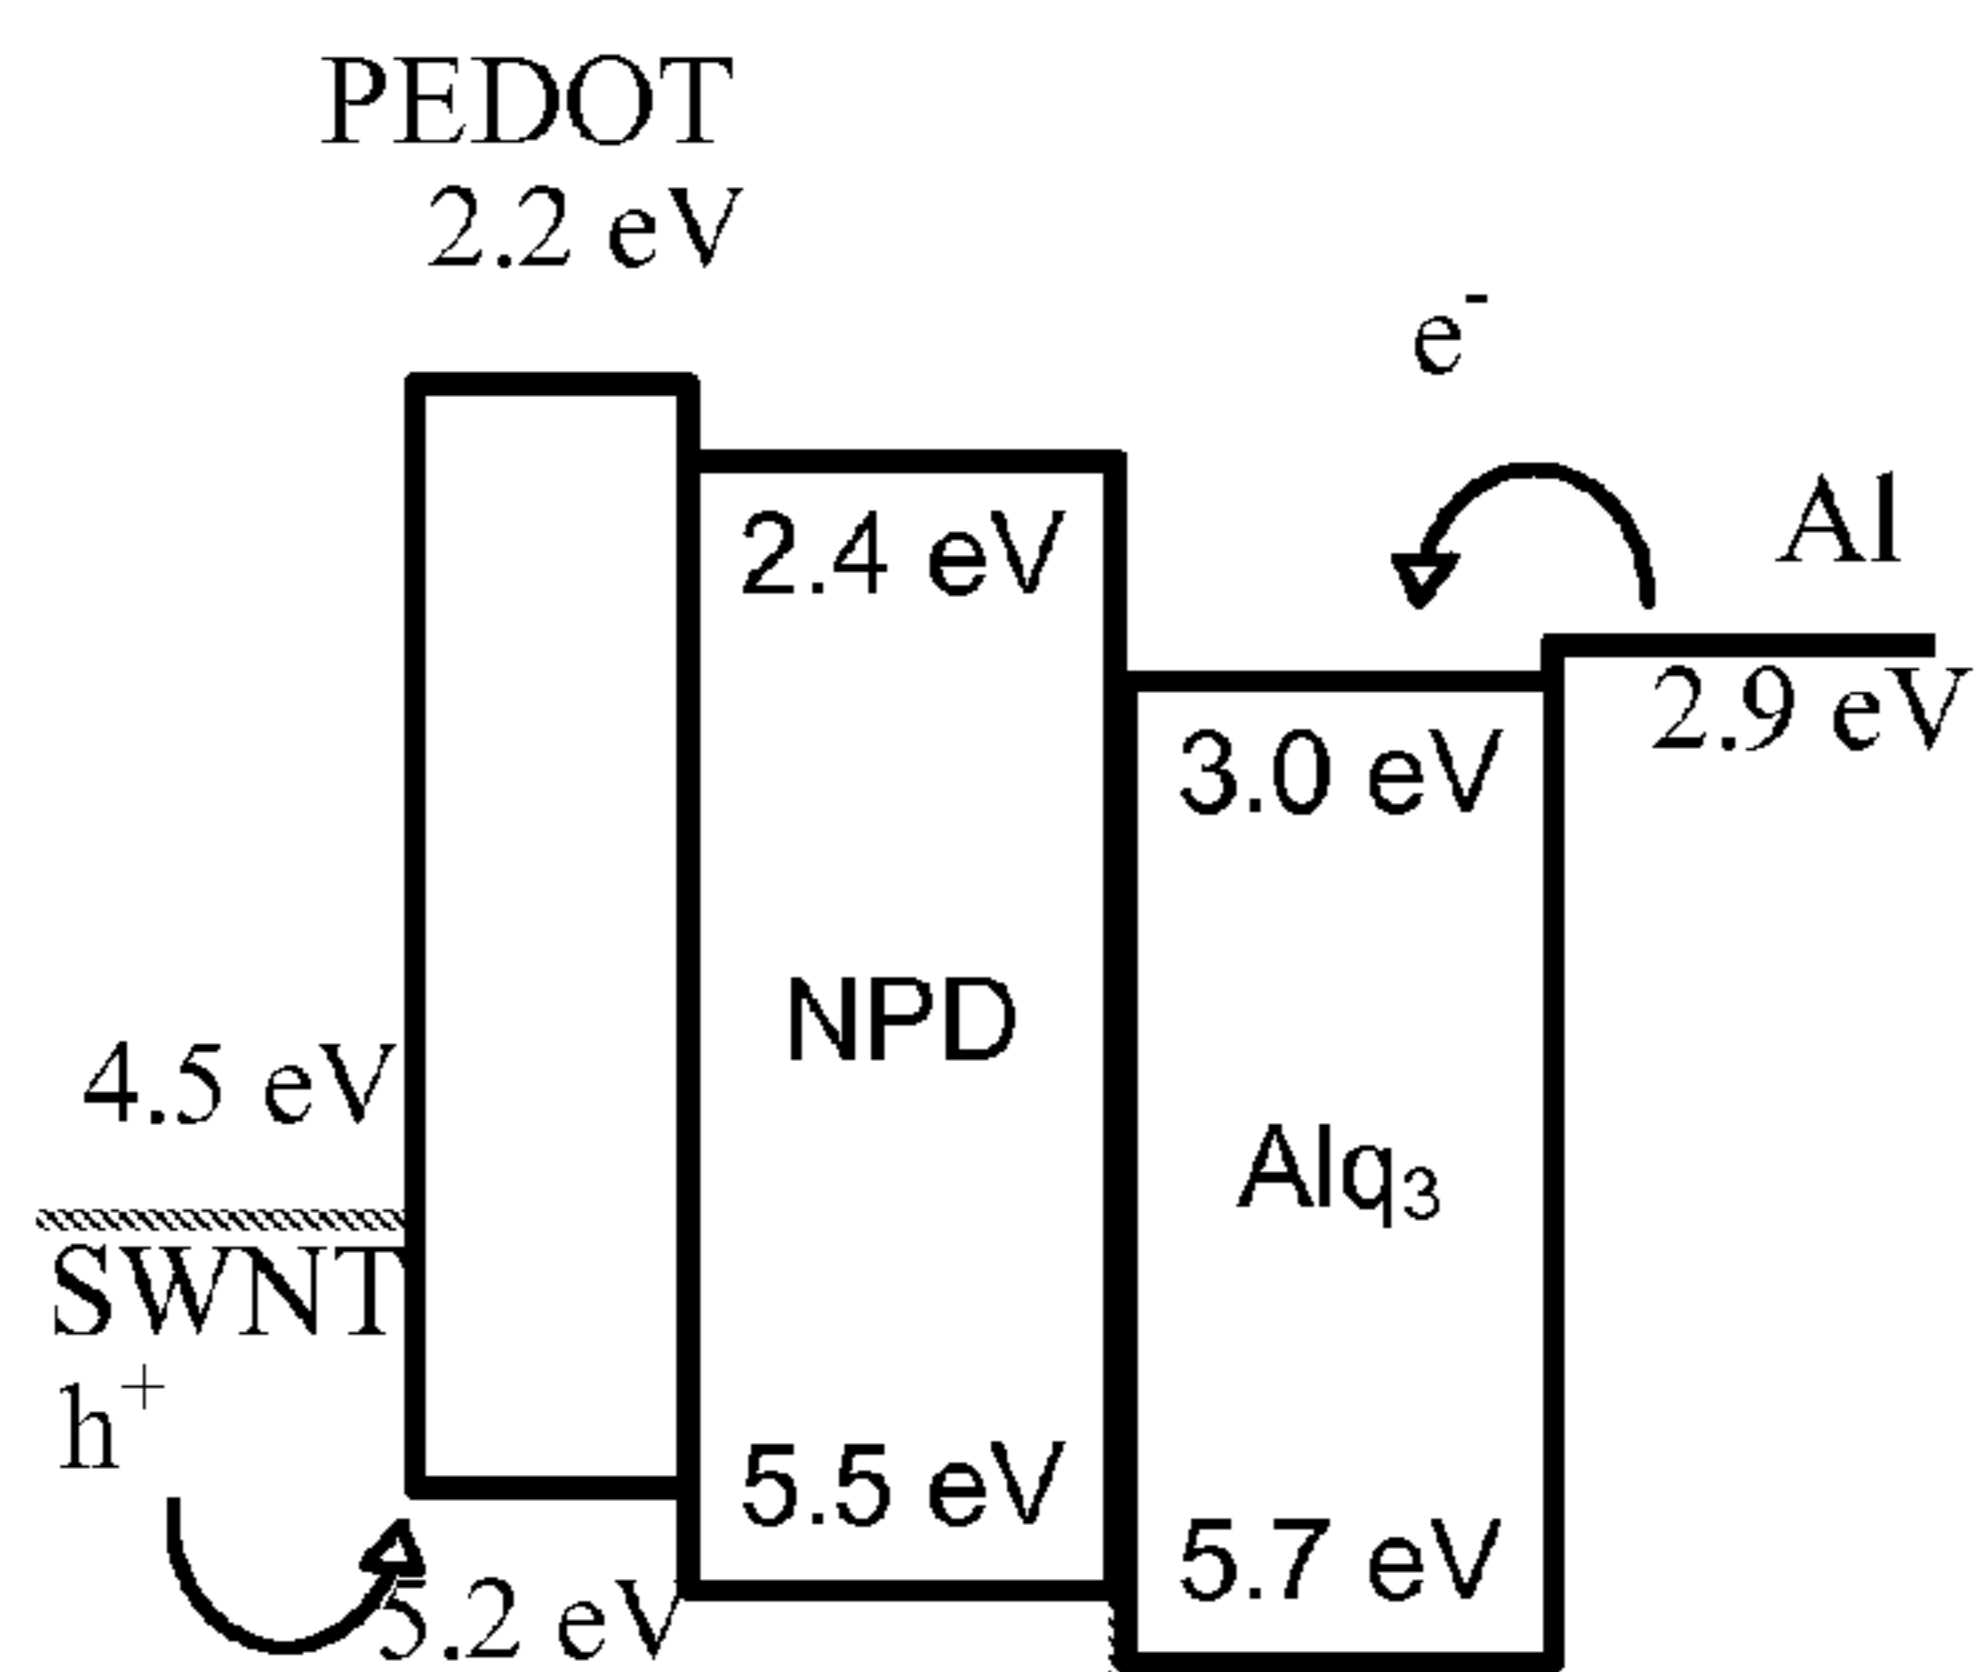 PEDOT
2.2 eV
e⁻
2.4 eV
Al
2.9 eV
3.0 eV
NPD
4.5 eV
Alq₃
SWNT
h⁺
5.5 eV
5.7 eV
5.2 eV